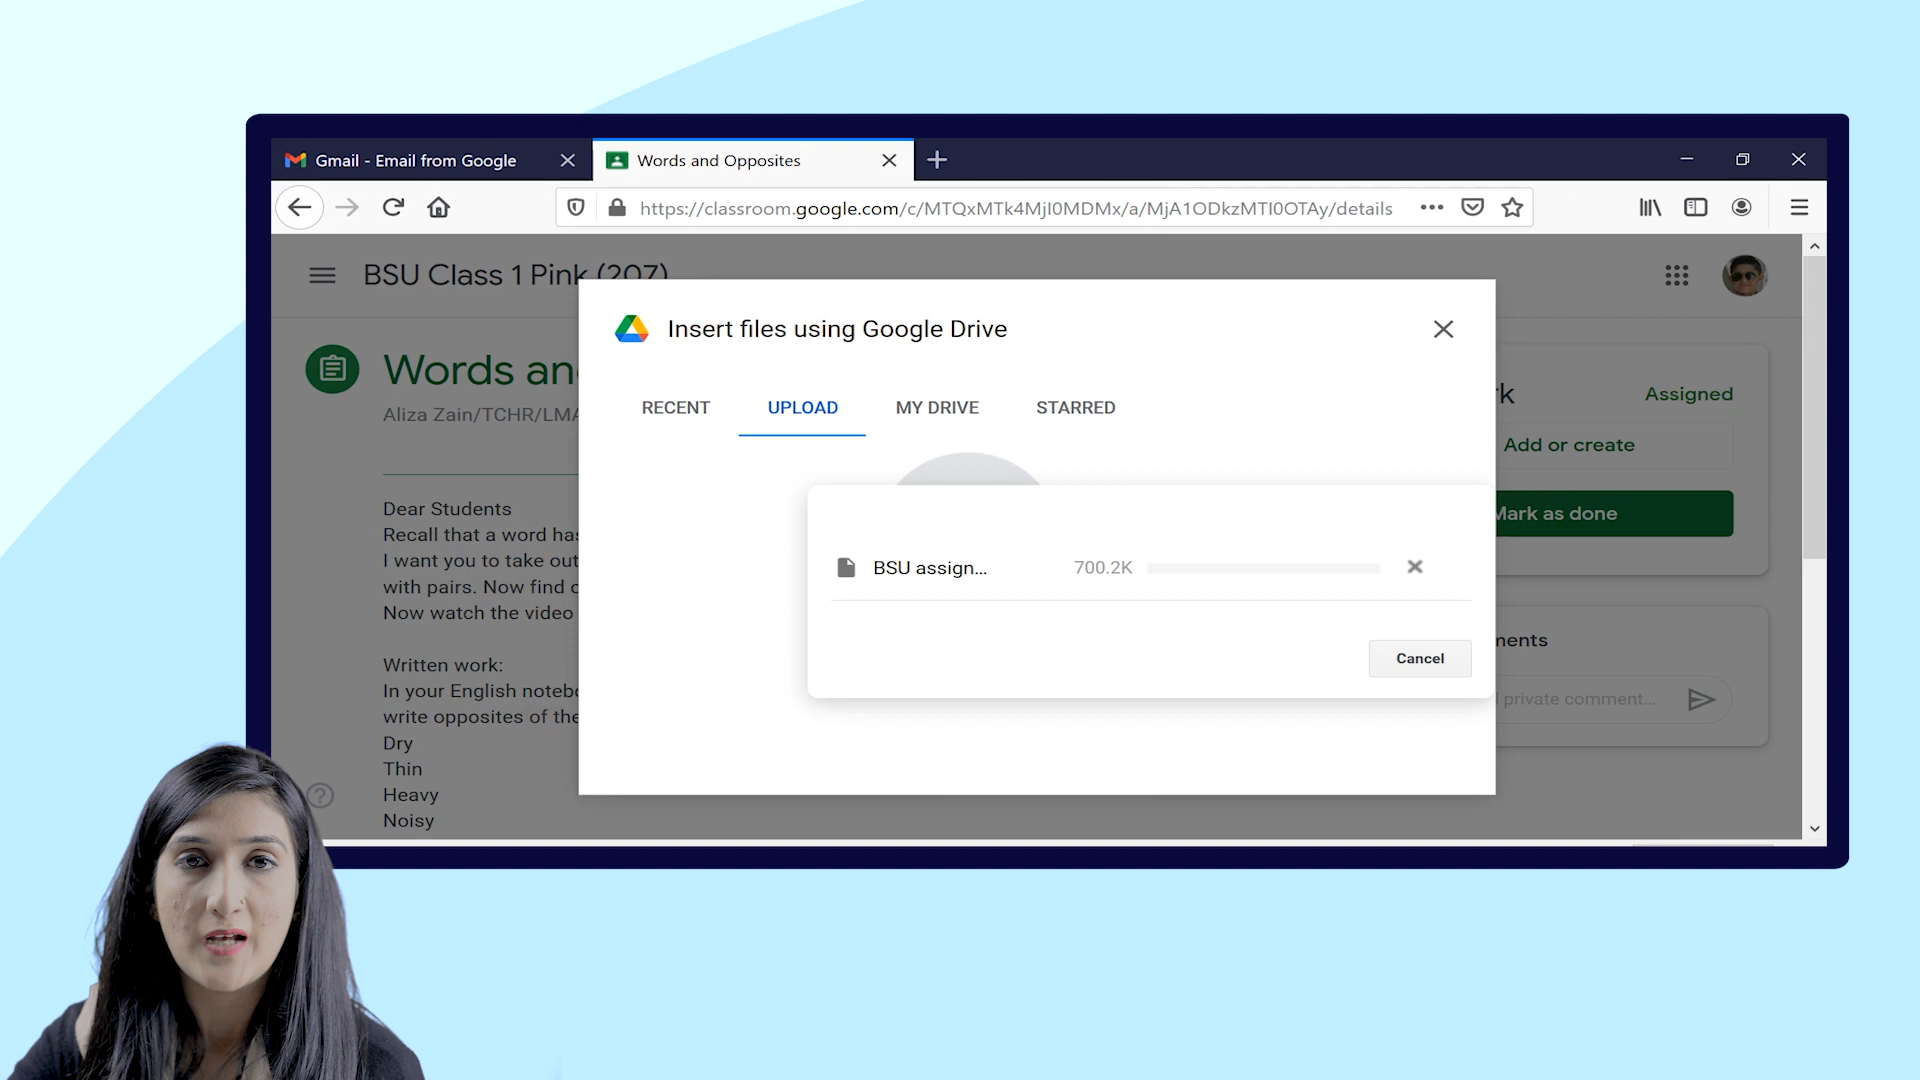 Gmail - Email from Google
Words and Opposites
https://classroom.google.com/c/MTQxMTk4MjI0MDMx/a/MjA1ODkzMTI0OTAy/details
BSU Class 1 Pink (207)
Insert files using Google Drive
RECENT
UPLOAD
MY DRIVE
STARRED
BSU assign...
700.2K
Cancel
Words an
Aliza Zain/TCHR/LMA
Dear Students
Recall that a word has
I want you to take out
with pairs. Now find o
Now watch the video
Written work:
In your English notebo
write opposites of the
Dry
Thin
Heavy
Noisy
rk
Assigned
Add or create
Mark as done
ments
private comment...